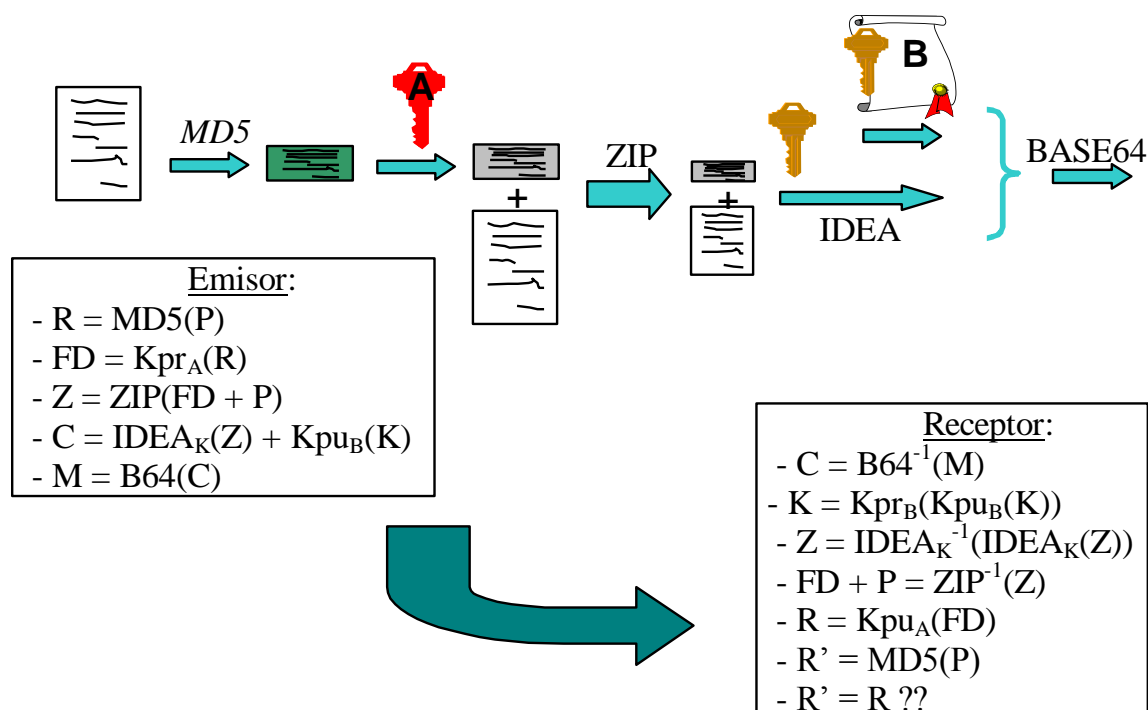 A
B
MD5
ZIP
BASE64
+
+
IDEA
Emisor:
- R = MD5(P)
- FD = Kpr_A(R)
- Z = ZIP(FD + P)
- C = IDEA_K(Z) + Kpu_B(K)
- M = B64(C)
Receptor:
- C = B64^-1(M)
- K = Kpr_B(Kpu_B(K))
- Z = IDEA_K^-1(IDEA_K(Z))
- FD + P = ZIP^-1(Z)
- R = Kpu_A(FD)
- R’ = MD5(P)
- R’ = R ??